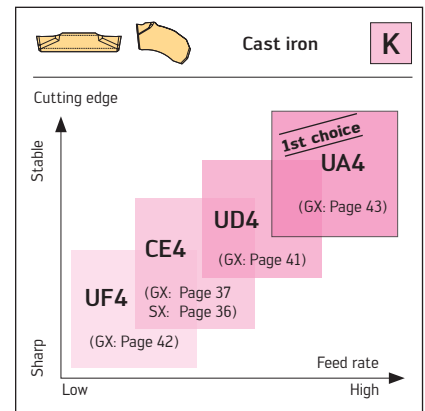 Cast iron
K
Cutting edge
Stable
1st choice
UA4
(GX: Page 43)
UD4
(GX: Page 41)
CE4
(GX: Page 37
SX: Page 36)
UF4
(GX: Page 42)
Sharp
Feed rate
Low
High